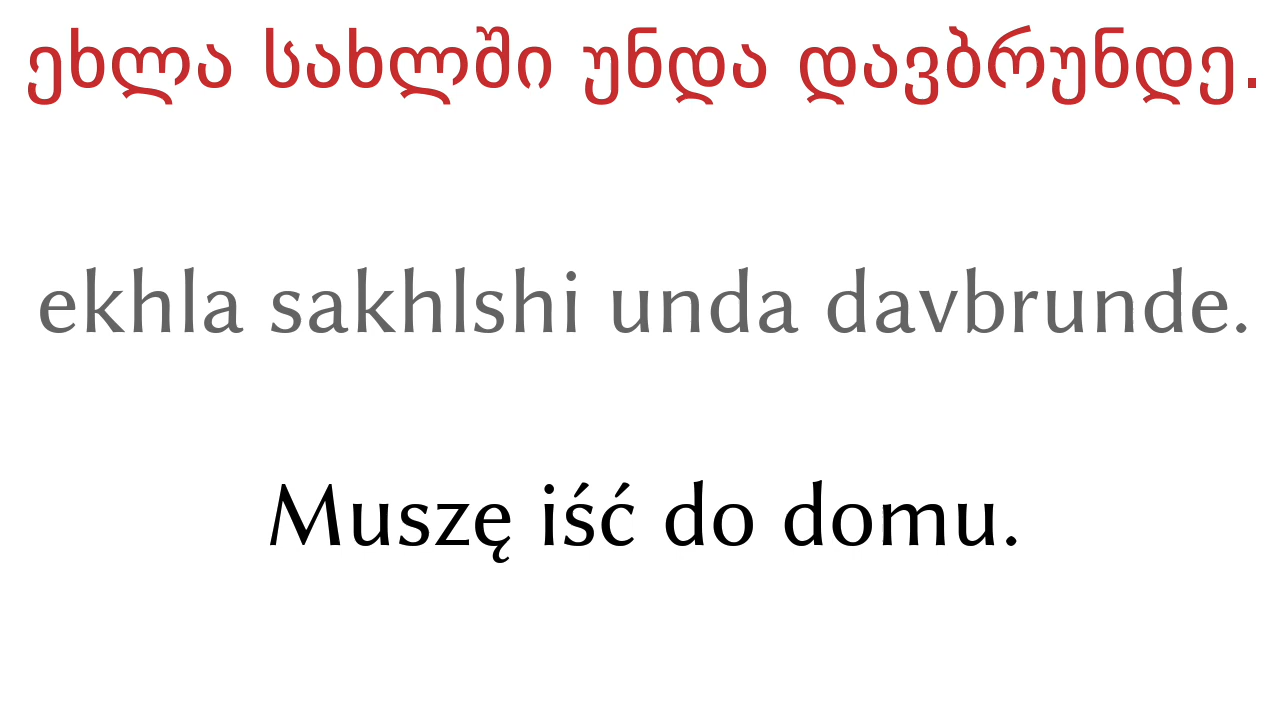 ეხლა სახლში უნდა დავბრუნდე.
ekhla sakhlshi unda davbrunde.
Muszę iść do domu.